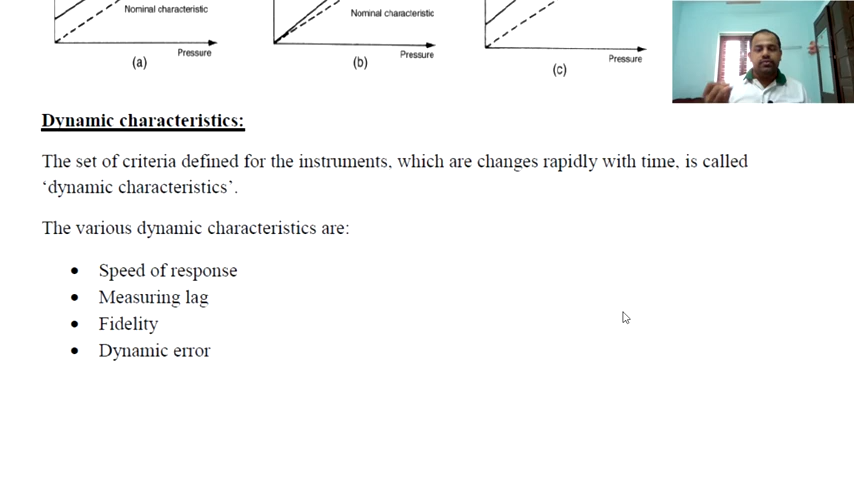 Nominal characteristic
Nominal characteristic
Pressure
Pressure
Pressure
(a)
(b)
(c)
Dynamic characteristics:
The set of criteria defined for the instruments, which are changes rapidly with time, is called
‘dynamic characteristics’.
The various dynamic characteristics are:
• Speed of response
• Measuring lag
• Fidelity
• Dynamic error